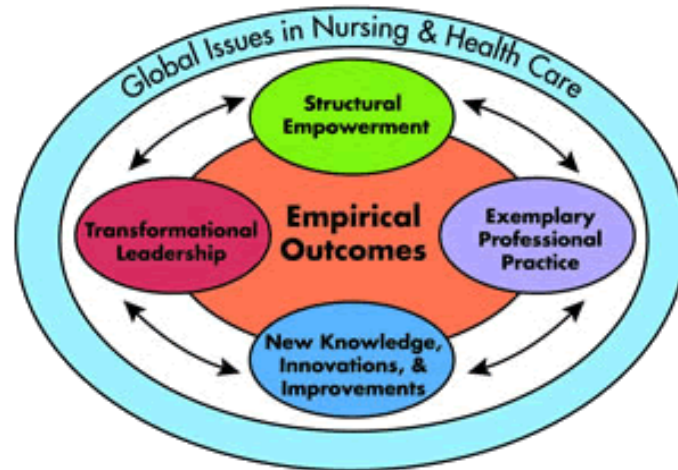 Global Issues in Nursing & Health Care
Structural
Empowerment
Transformational
Leadership
Empirical
Outcomes
Exemplary
Professional
Practice
New Knowledge,
Innovations, &
Improvements